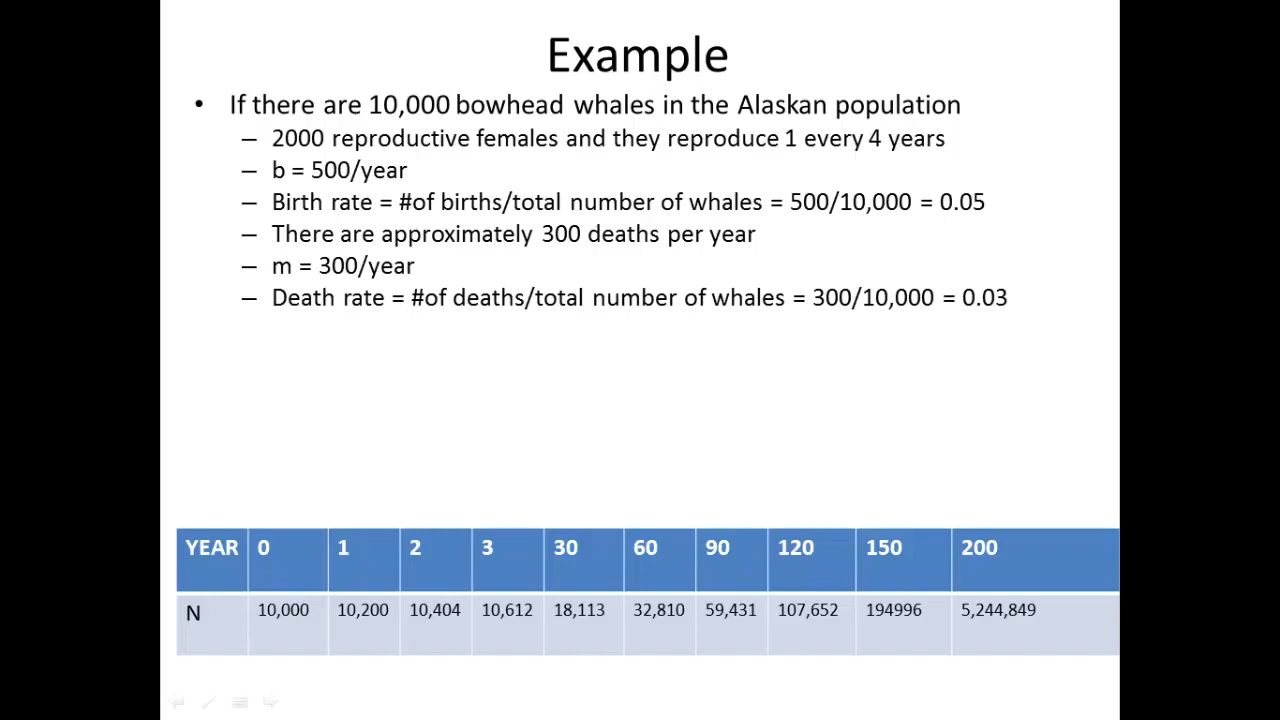 Example
• If there are 10,000 bowhead whales in the Alaskan population
– 2000 reproductive females and they reproduce 1 every 4 years
– b = 500/year
– Birth rate = #of births/total number of whales = 500/10,000 = 0.05
– There are approximately 300 deaths per year
– m = 300/year
– Death rate = #of deaths/total number of whales = 300/10,000 = 0.03
YEAR 0 1 2 3 30 60 90 120 150 200
N 10,000 10,200 10,404 10,612 18,113 32,810 59,431 107,652 194996 5,244,849